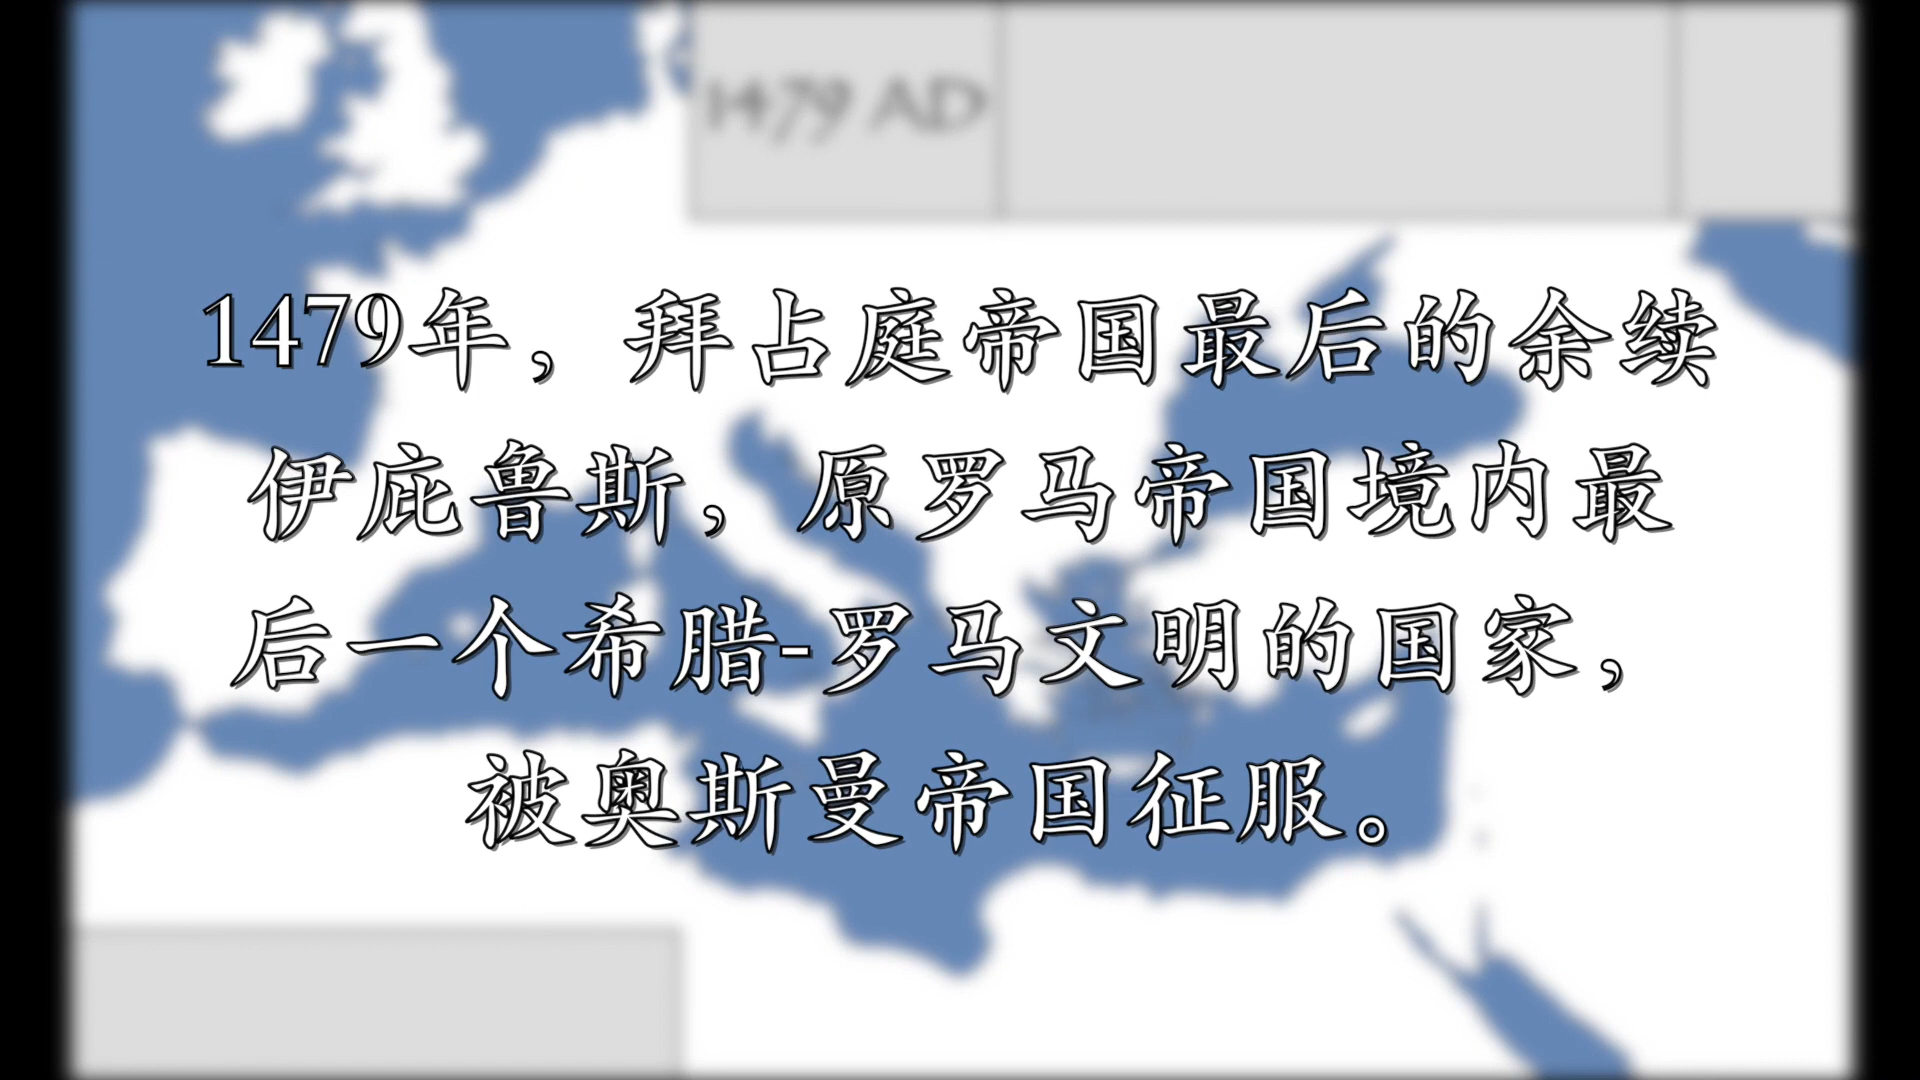 1479 AD
1479年，拜占庭帝国最后的余续
伊庇鲁斯，原罗马帝国境内最
后一个希腊-罗马文明的国家，
被奥斯曼帝国征服。